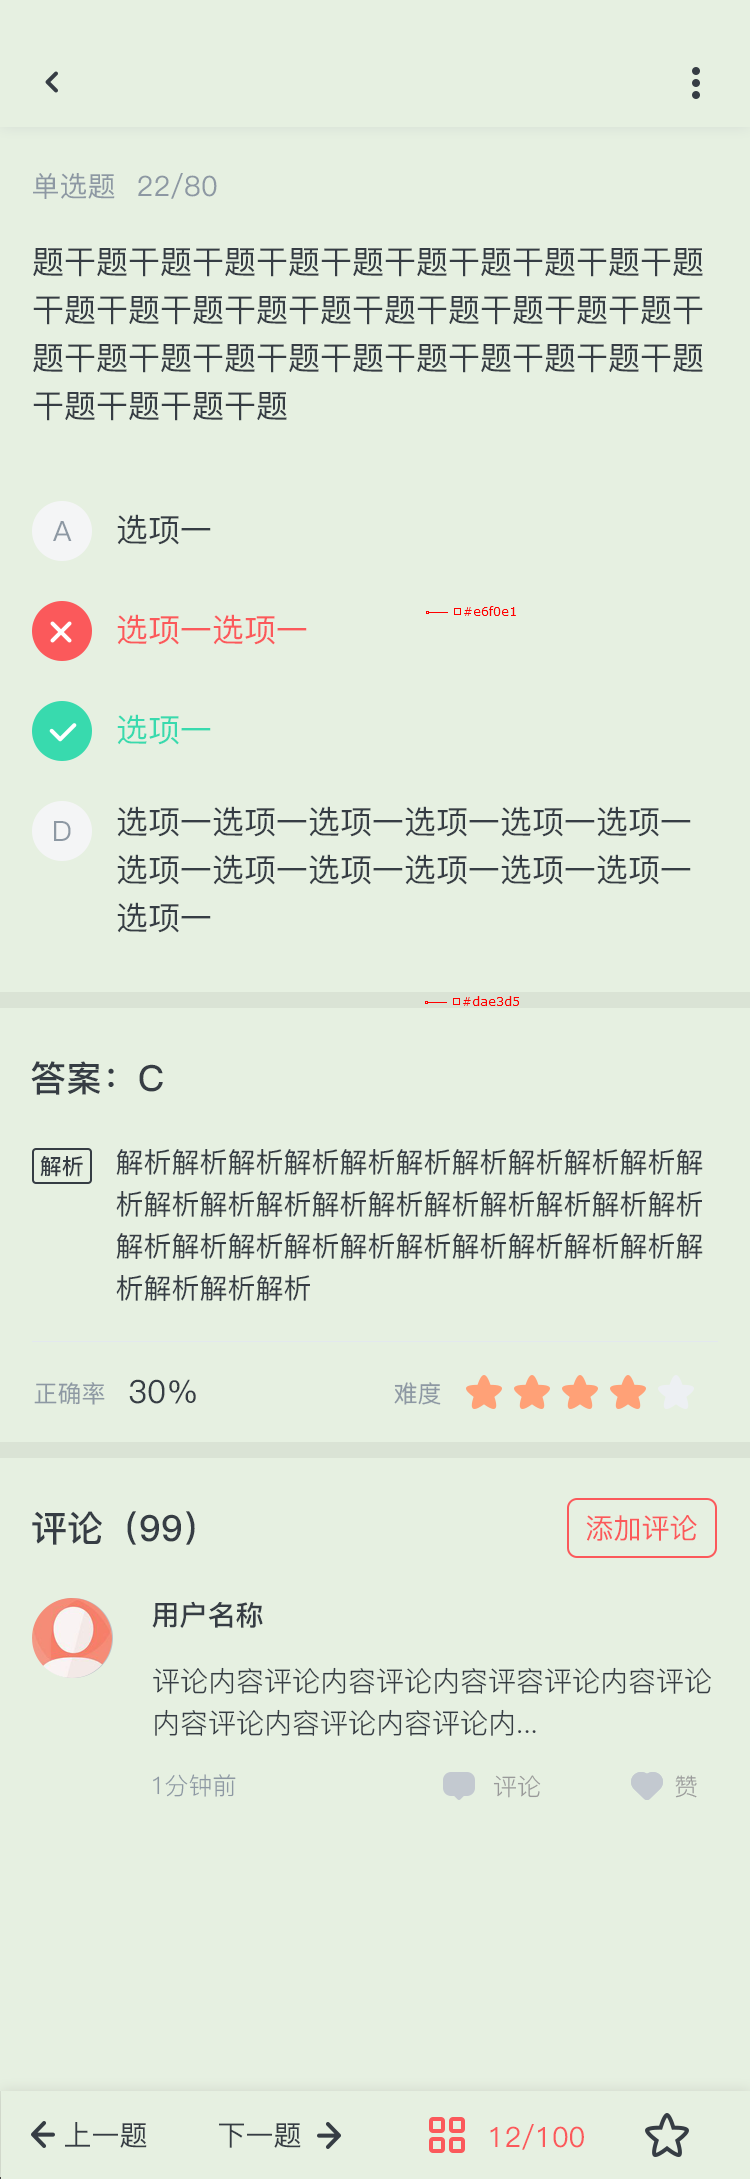 单选题 22/80
题干题干题干题干题干题干题干题干题干题干题
干题干题干题干题干题干题干题干题干题干题干
题干题干题干题干题干题干题干题干题干题干题
干题干题干题干题
A 选项一
选项一选项一
#e6f0e1
选项一
D 选项一选项一选项一选项一选项一选项一
选项一选项一选项一选项一选项一选项一
选项一
#dae3d5
答案：C
解析 解析解析解析解析解析解析解析解析解析解析解
析解析解析解析解析解析解析解析解析解析解析
解析解析解析解析解析解析解析解析解析解析解
析解析解析解析
正确率 30% 难度
评论（99） 添加评论
用户名称
评论内容评论内容评论内容评容评论内容评论
内容评论内容评论内容评论内...
1分钟前 评论 赞
上一题 下一题 12/100